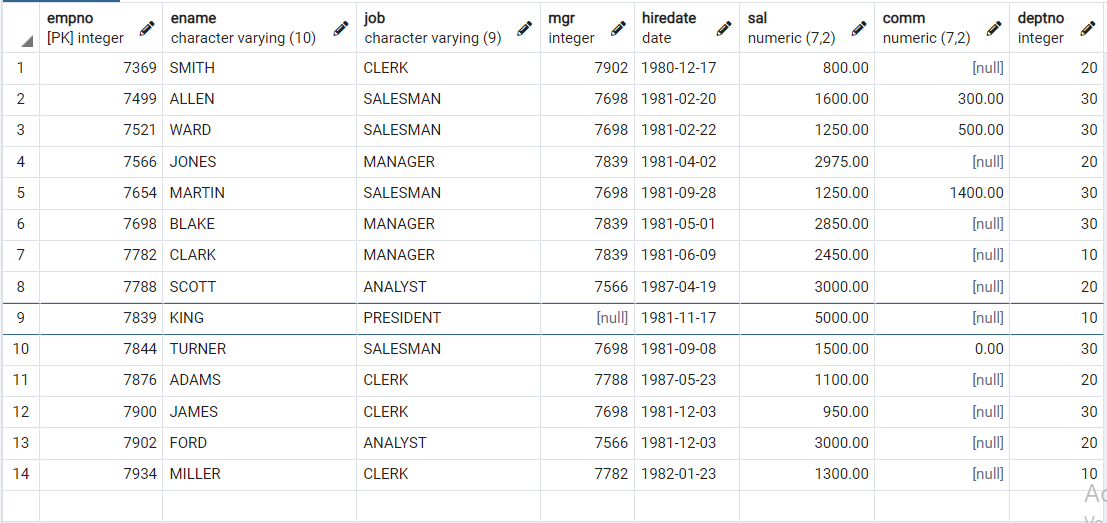 empno ename job mgr hiredate sal comm deptno
[PK] integer character varying (10) character varying (9) integer date numeric (7,2) numeric (7,2) integer
1 7369 SMITH CLERK 7902 1980-12-17 800.00 [null] 20
2 7499 ALLEN SALESMAN 7698 1981-02-20 1600.00 300.00 30
3 7521 WARD SALESMAN 7698 1981-02-22 1250.00 500.00 30
4 7566 JONES MANAGER 7839 1981-04-02 2975.00 [null] 20
5 7654 MARTIN SALESMAN 7698 1981-09-28 1250.00 1400.00 30
6 7698 BLAKE MANAGER 7839 1981-05-01 2850.00 [null] 30
7 7782 CLARK MANAGER 7839 1981-06-09 2450.00 [null] 10
8 7788 SCOTT ANALYST 7566 1987-04-19 3000.00 [null] 20
9 7839 KING PRESIDENT [null] 1981-11-17 5000.00 [null] 10
10 7844 TURNER SALESMAN 7698 1981-09-08 1500.00 0.00 30
11 7876 ADAMS CLERK 7788 1987-05-23 1100.00 [null] 20
12 7900 JAMES CLERK 7698 1981-12-03 950.00 [null] 30
13 7902 FORD ANALYST 7566 1981-12-03 3000.00 [null] 20
14 7934 MILLER CLERK 7782 1982-01-23 1300.00 [null] 10